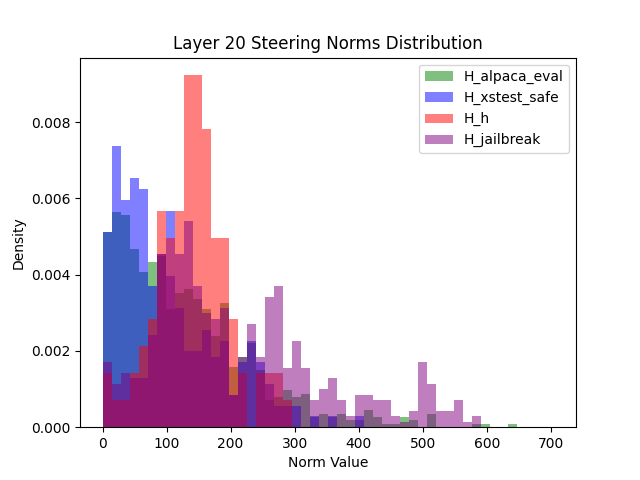 Layer 20 Steering Norms Distribution
H_alpaca_eval
H_xstest_safe
H_h
H_jailbreak
Density
0.008
0.006
0.004
0.002
0.000
0 100 200 300 400 500 600 700
Norm Value